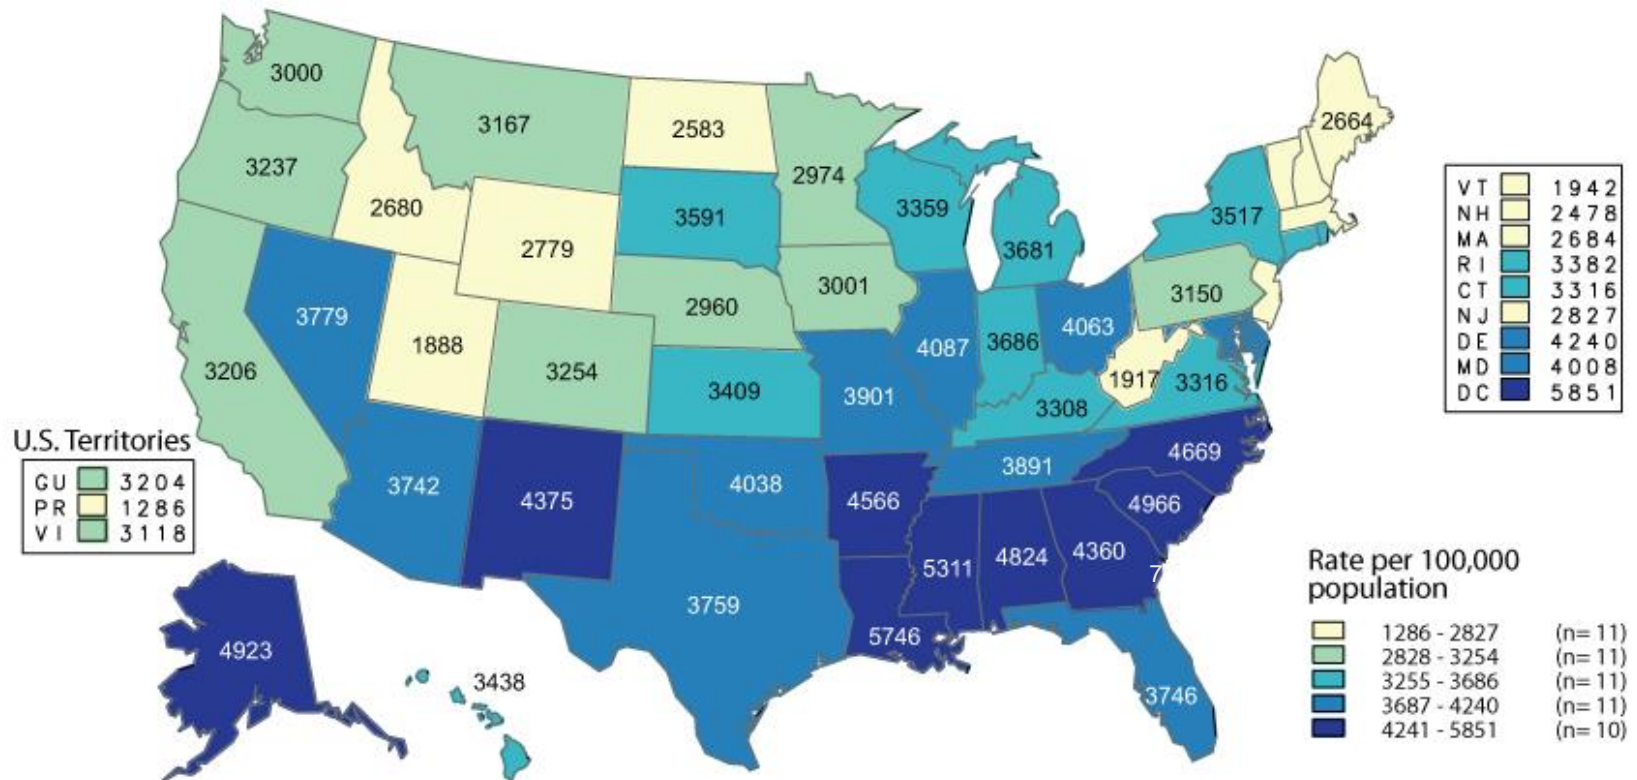 3000
3167
2583
2664
3237
2974
2680
3591
3359
3517
2779
3681
3001
3150
2960
3779
4063
1888
4087
3686
3206
3254
1917
3316
3409
3901
3308
3891
4669
3742
4375
4038
4566
4966
5311
4824
4360
7
3759
5746
4923
3438
3746
VT 1942
NH 2478
MA 2684
RI 3382
CT 3316
NJ 2827
DE 4240
MD 4008
DC 5851
U.S. Territories
GU 3204
PR 1286
VI 3118
Rate per 100,000
population
1286 - 2827 (n= 11)
2828 - 3254 (n= 11)
3255 - 3686 (n= 11)
3687 - 4240 (n= 11)
4241 - 5851 (n= 10)